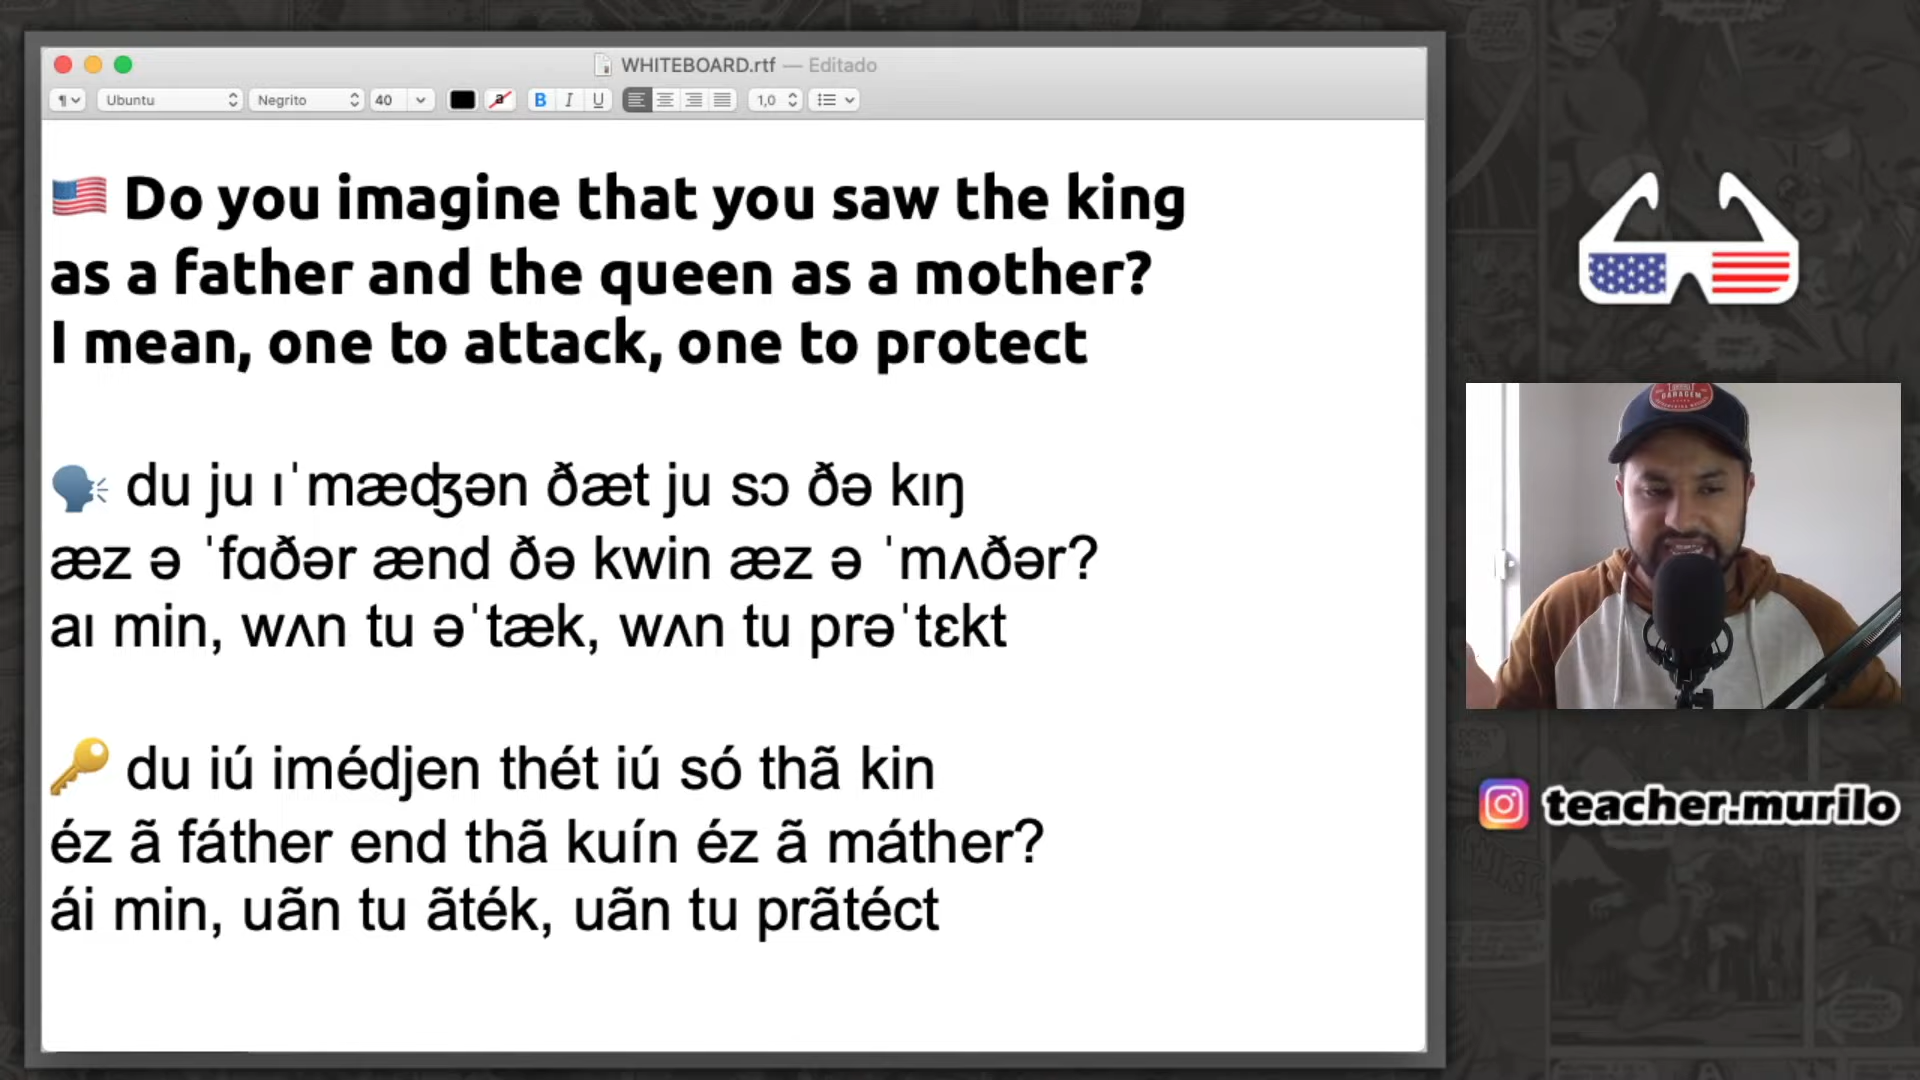 WHITEBOARD.rtf — Editado
¶ Ubuntu Negrito 40 a B I U 1,0
🇺🇸 Do you imagine that you saw the king
as a father and the queen as a mother?
I mean, one to attack, one to protect
🗣 du ju ɪˈmæʤən ðæt ju sɔ ðə kɪŋ
æz ə ˈfɑðər ænd ðə kwin æz ə ˈmʌðər?
aɪ min, wʌn tu əˈtæk, wʌn tu prəˈtɛkt
🔑 du iú imédjen thét iú só thã kin
éz ã fáther end thã kuín éz ã máther?
ái min, uãn tu ãték, uãn tu prãtéct
GARAGEM
teacher.murilo